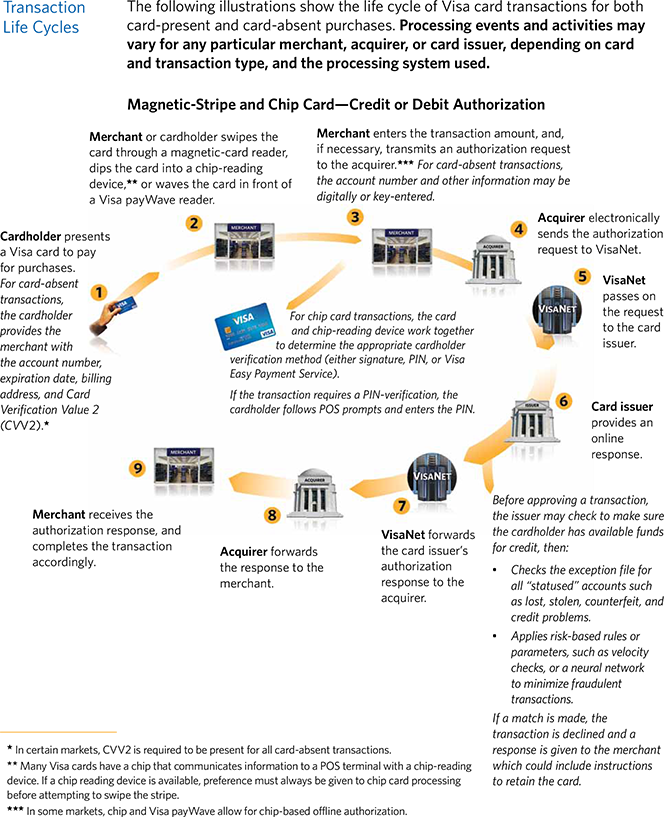 Transaction
Life Cycles
The following illustrations show the life cycle of Visa card transactions for both
card-present and card-absent purchases. Processing events and activities may
vary for any particular merchant, acquirer, or card issuer, depending on card
and transaction type, and the processing system used.
Magnetic-Stripe and Chip Card—Credit or Debit Authorization
Merchant or cardholder swipes the
card through a magnetic-card reader,
dips the card into a chip-reading
device,** or waves the card in front of
a Visa payWave reader.
Merchant enters the transaction amount, and,
if necessary, transmits an authorization request
to the acquirer.*** For card-absent transactions,
the account number and other information may be
digitally or key-entered.
Cardholder presents
a Visa card to pay
for purchases.
For card-absent
transactions,
the cardholder
provides the
merchant with
the account number,
expiration date, billing
address, and Card
Verification Value 2
(CVV2).*
1
VISA
2
MERCHANT
3
MERCHANT
4
ACQUIRER
Acquirer electronically
sends the authorization
request to VisaNet.
5
VISANET
VisaNet
passes on
the request
to the card
issuer.
VISA
For chip card transactions, the card
and chip-reading device work together
to determine the appropriate cardholder
verification method (either signature, PIN, or Visa
Easy Payment Service).
If the transaction requires a PIN-verification, the
cardholder follows POS prompts and enters the PIN.
6
ISSUER
Card issuer
provides an
online
response.
9
MERCHANT
Merchant receives the
authorization response, and
completes the transaction
accordingly.
8
ACQUIRER
Acquirer forwards
the response to the
merchant.
7
VISANET
VisaNet forwards
the card issuer's
authorization
response to the
acquirer.
Before approving a transaction,
the issuer may check to make sure
the cardholder has available funds
for credit, then:
• Checks the exception file for
all "statused" accounts such
as lost, stolen, counterfeit, and
credit problems.
• Applies risk-based rules or
parameters, such as velocity
checks, or a neural network
to minimize fraudulent
transactions.
If a match is made, the
transaction is declined and a
response is given to the merchant
which could include instructions
to retain the card.
* In certain markets, CVV2 is required to be present for all card-absent transactions.
** Many Visa cards have a chip that communicates information to a POS terminal with a chip-reading
device. If a chip reading device is available, preference must always be given to chip card processing
before attempting to swipe the stripe.
*** In some markets, chip and Visa payWave allow for chip-based offline authorization.